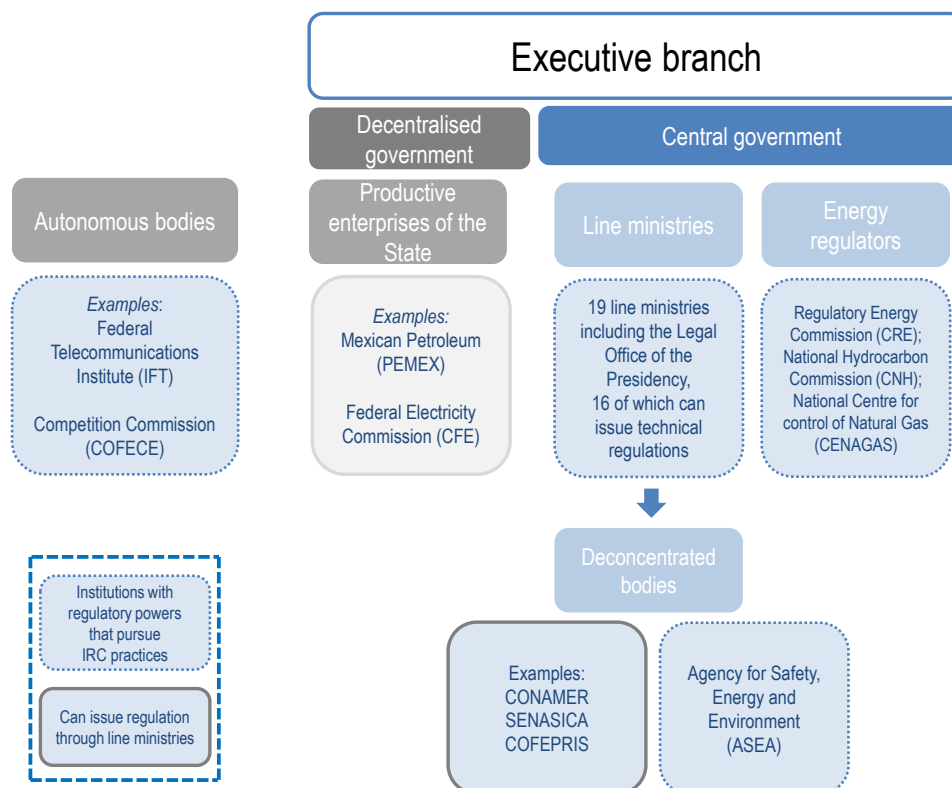 Executive branch
Decentralised
government
Central government
Autonomous bodies
Productive
enterprises of the
State
Line ministries
Energy
regulators
Examples:
Federal
Telecommunications
Institute (IFT)
Competition Commission
(COFECE)
Examples:
Mexican Petroleum
(PEMEX)
Federal Electricity
Commission (CFE)
19 line ministries
including the Legal
Office of the
Presidency,
16 of which can
issue technical
regulations
Regulatory Energy
Commission (CRE);
National Hydrocarbon
Commission (CNH);
National Centre for
control of Natural Gas
(CENAGAS)
Deconcentrated
bodies
Institutions with
regulatory powers
that pursue
IRC practices
Can issue regulation
through line ministries
Examples:
CONAMER
SENASICA
COFEPRIS
Agency for Safety,
Energy and
Environment
(ASEA)